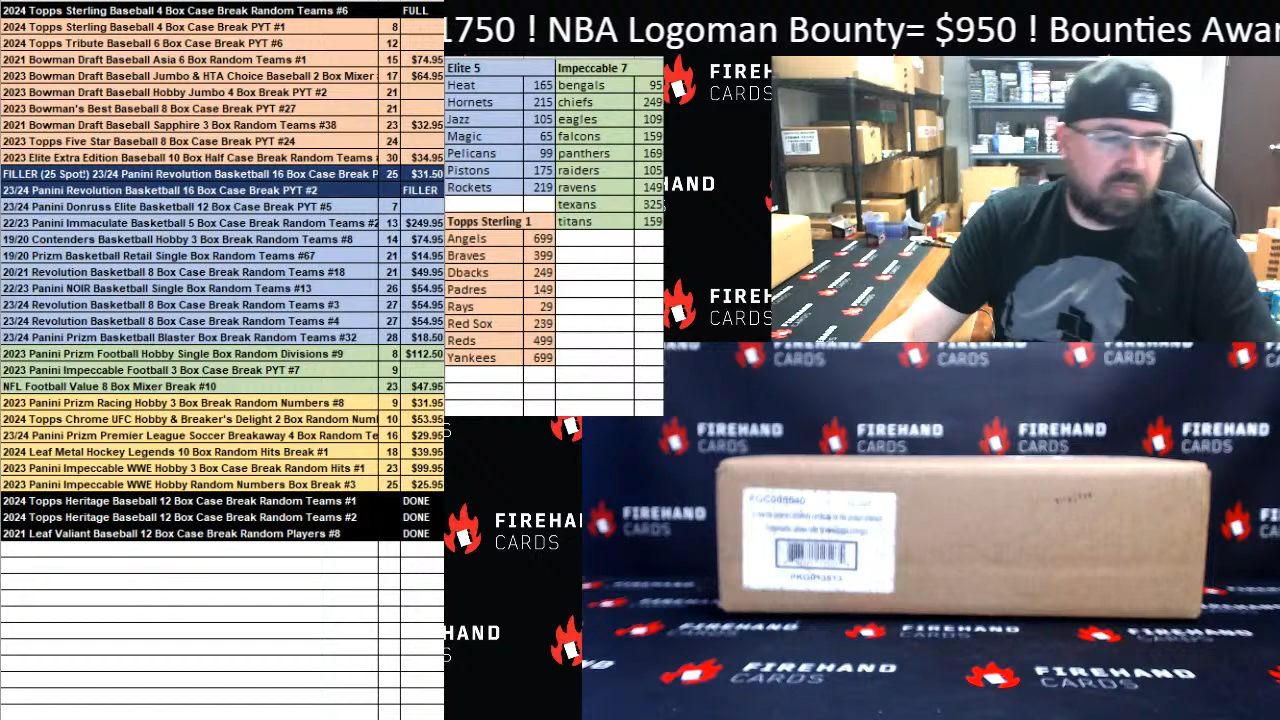 2024 Topps Sterling Baseball 4 Box Case Break Random Teams #6 FULL
2024 Topps Sterling Baseball 4 Box Case Break PYT #1 8
2024 Topps Tribute Baseball 6 Box Case Break PYT #6 12
2021 Bowman Draft Baseball Asia 6 Box Random Teams #1 15 $74.95
2023 Bowman Draft Baseball Jumbo & HTA Choice Baseball 2 Box Mixer 17 $64.95
2023 Bowman Draft Baseball Hobby Jumbo 4 Box Break PYT #2 21
2023 Bowman's Best Baseball 8 Box Case Break PYT #27 21
2021 Bowman Draft Baseball Sapphire 3 Box Random Teams #38 23 $32.95
2023 Topps Five Star Baseball 8 Box Case Break PYT #24 24
2023 Elite Extra Edition Baseball 10 Box Half Case Break Random Teams 30 $34.95
FILLER (25 Spot!) 23/24 Panini Revolution Basketball 16 Box Case Break P 25 $31.50
23/24 Panini Revolution Basketball 16 Box Case Break PYT #2 FILLER
23/24 Panini Donruss Elite Basketball 12 Box Case Break PYT #5 7
22/23 Panini Immaculate Basketball 5 Box Case Break Random Teams #2 13 $249.95
19/20 Contenders Basketball Hobby 3 Box Break Random Teams #8 14 $74.95
19/20 Prizm Basketball Retail Single Box Random Teams #67 21 $14.95
20/21 Revolution Basketball 8 Box Case Break Random Teams #18 21 $49.95
22/23 Panini NOIR Basketball Single Box Random Teams #13 26 $54.95
23/24 Revolution Basketball 8 Box Case Break Random Teams #3 27 $54.95
23/24 Revolution Basketball 8 Box Case Break Random Teams #4 27 $54.95
23/24 Panini Prizm Basketball Blaster Box Break Random Teams #32 28 $18.50
2023 Panini Prizm Football Hobby Single Box Random Divisions #9 8 $112.50
2023 Panini Impeccable Football 3 Box Case Break PYT #7 9
NFL Football Value 8 Box Mixer Break #10 23 $47.95
2023 Panini Prizm Racing Hobby 3 Box Break Random Numbers #8 9 $31.95
2024 Topps Chrome UFC Hobby & Breaker's Delight 2 Box Random Num 10 $53.95
23/24 Panini Prizm Premier League Soccer Breakaway 4 Box Random Te 16 $29.95
2024 Leaf Metal Hockey Legends 10 Box Random Hits Break #1 18 $39.95
2023 Panini Impeccable WWE Hobby 3 Box Case Break Random Hits #1 23 $99.95
2023 Panini Impeccable WWE Hobby Random Numbers Box Break #3 25 $25.95
2024 Topps Heritage Baseball 12 Box Case Break Random Teams #1 DONE
2024 Topps Heritage Baseball 12 Box Case Break Random Teams #2 DONE
2021 Leaf Valiant Baseball 12 Box Case Break Random Players #8 DONE
1750 ! NBA Logoman Bounty= $950 ! Bounties Awar
Elite 5 Impeccable 7
Heat 165 bengals 95
Hornets 215 chiefs 249
Jazz 105 eagles 109
Magic 65 falcons 159
Pelicans 99 panthers 169
Pistons 175 raiders 105
Rockets 219 ravens 149
texans 325
Topps Sterling 1 titans 159
Angels 699
Braves 399
Dbacks 249
Padres 149
Rays 29
Red Sox 239
Reds 499
Yankees 699
FIREH
CARDS
HAND
FIREH
CARDS
FIREHAND
CARDS
FIREHAND
CARDS
FIREHAND
CARDS
FIREHAND
CARDS
FIREHAND
CARDS
FIREHA
CARDS
HAND
FIREHAND
CARDS
FIREHAND
CARDS